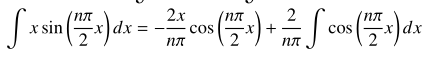 ∫ x sin(nπ/2 x) dx = − 2x/nπ cos(nπ/2 x) + 2/nπ ∫ cos(nπ/2 x) dx